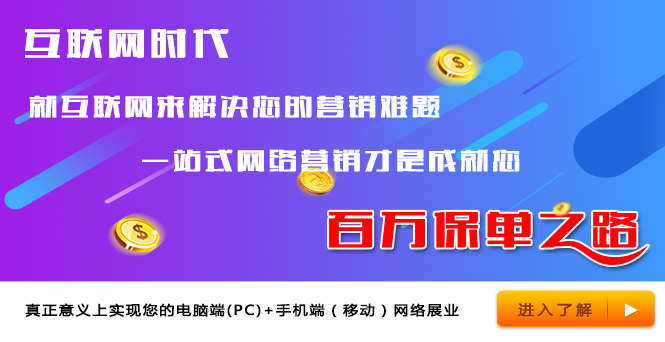 互联网时代
就互联网来解决您的营销难题
一站式网络营销才是成就您
百万保单之路
真正意义上实现您的电脑端(PC)+手机端（移动）网络展业
进入了解